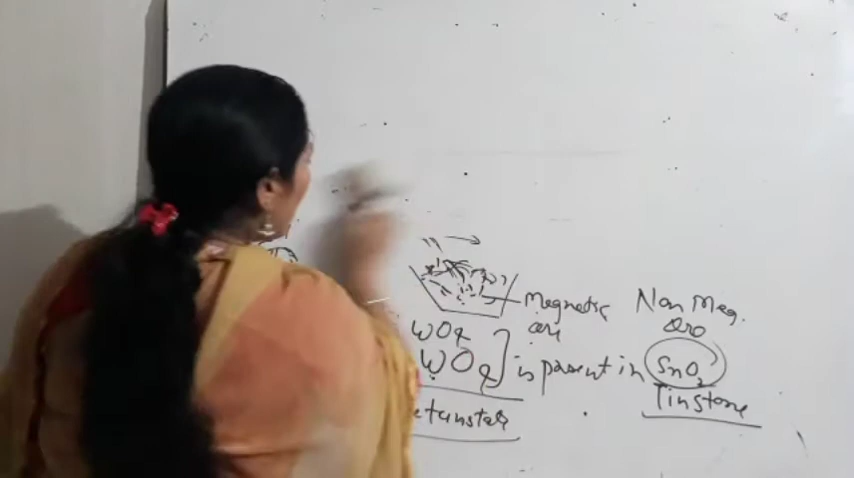 Magnetic Non Mag.
ore ore
WO4
WO4] is present in SnO2
Tinstone